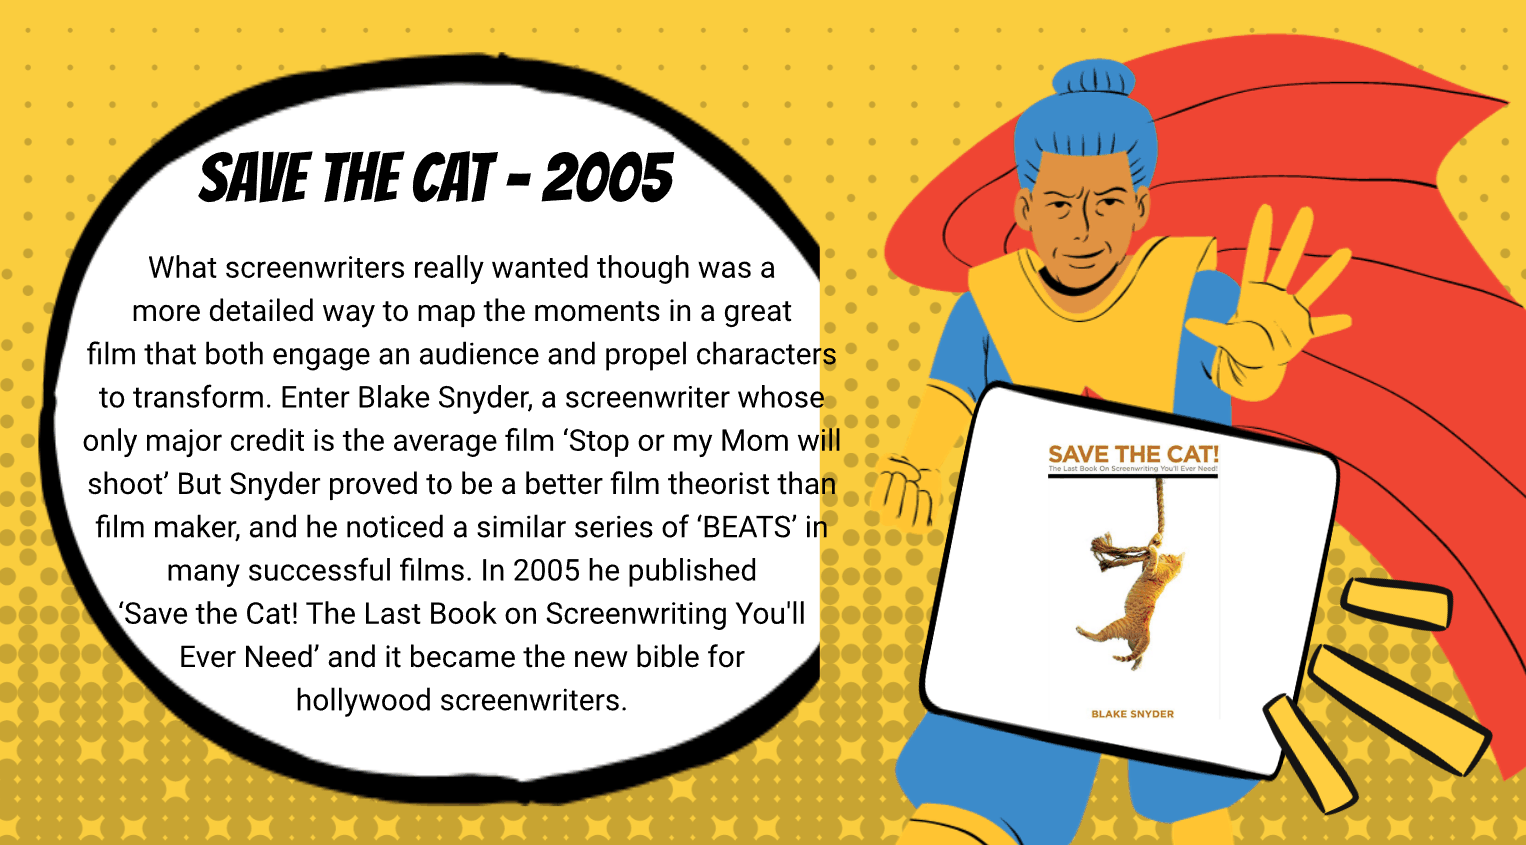 SAVE THE CAT - 2005
What screenwriters really wanted though was a
more detailed way to map the moments in a great
film that both engage an audience and propel characters
to transform. Enter Blake Snyder, a screenwriter whose
only major credit is the average film ‘Stop or my Mom will
shoot’ But Snyder proved to be a better film theorist than
film maker, and he noticed a similar series of ‘BEATS’ in
many successful films. In 2005 he published
‘Save the Cat! The Last Book on Screenwriting You'll
Ever Need’ and it became the new bible for
hollywood screenwriters.
SAVE THE CAT!
The Last Book On Screenwriting You'll Ever Need!
BLAKE SNYDER